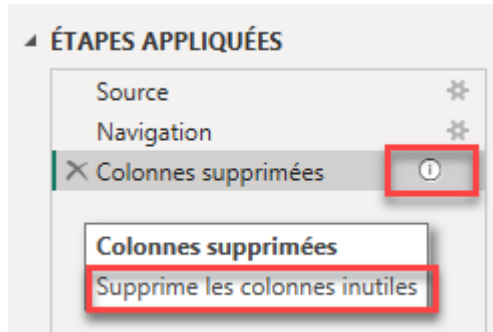 ÉTAPES APPLIQUÉES
Source
Navigation
Colonnes supprimées
Colonnes supprimées
Supprime les colonnes inutiles